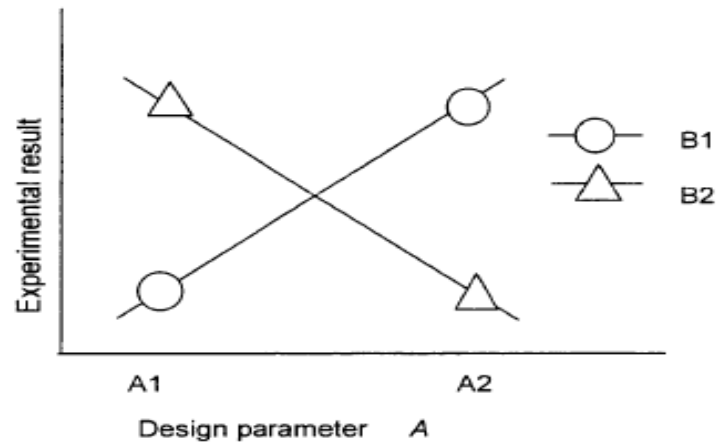 Experimental result
B1
B2
A1 A2
Design parameter A